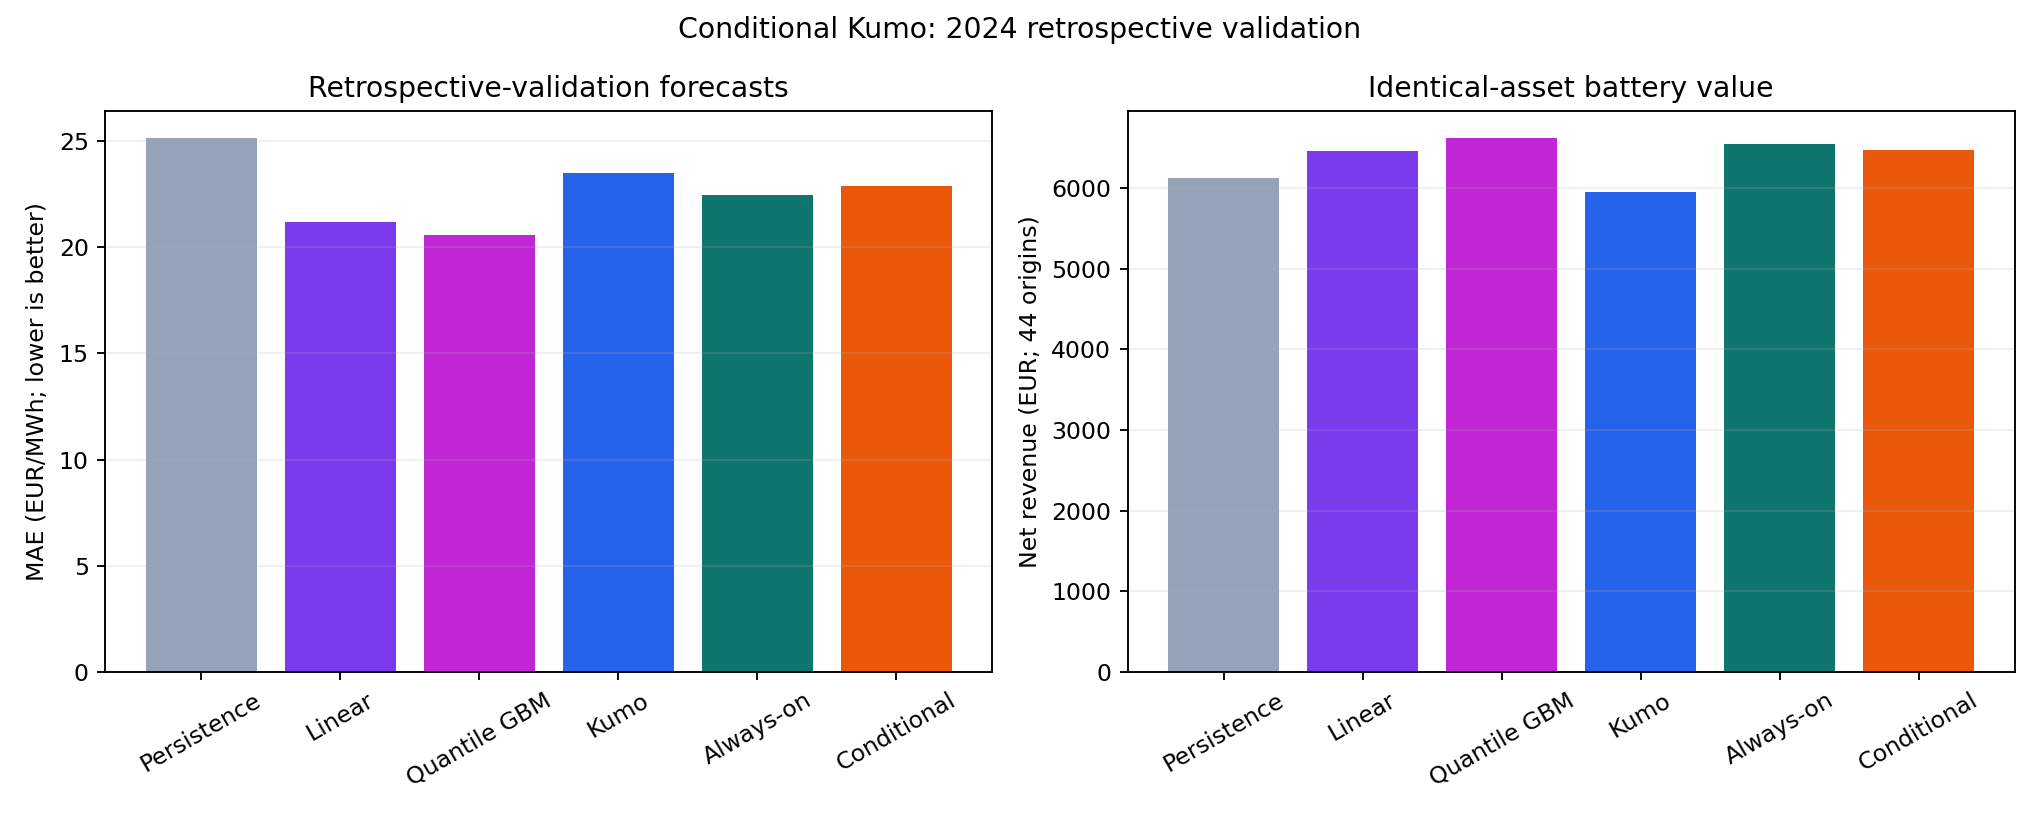 Conditional Kumo: 2024 retrospective validation
Retrospective-validation forecasts
MAE (EUR/MWh; lower is better)
25
20
15
10
5
0
Persistence
Linear
Quantile GBM
Kumo
Always-on
Conditional
Identical-asset battery value
Net revenue (EUR; 44 origins)
6000
5000
4000
3000
2000
1000
0
Persistence
Linear
Quantile GBM
Kumo
Always-on
Conditional